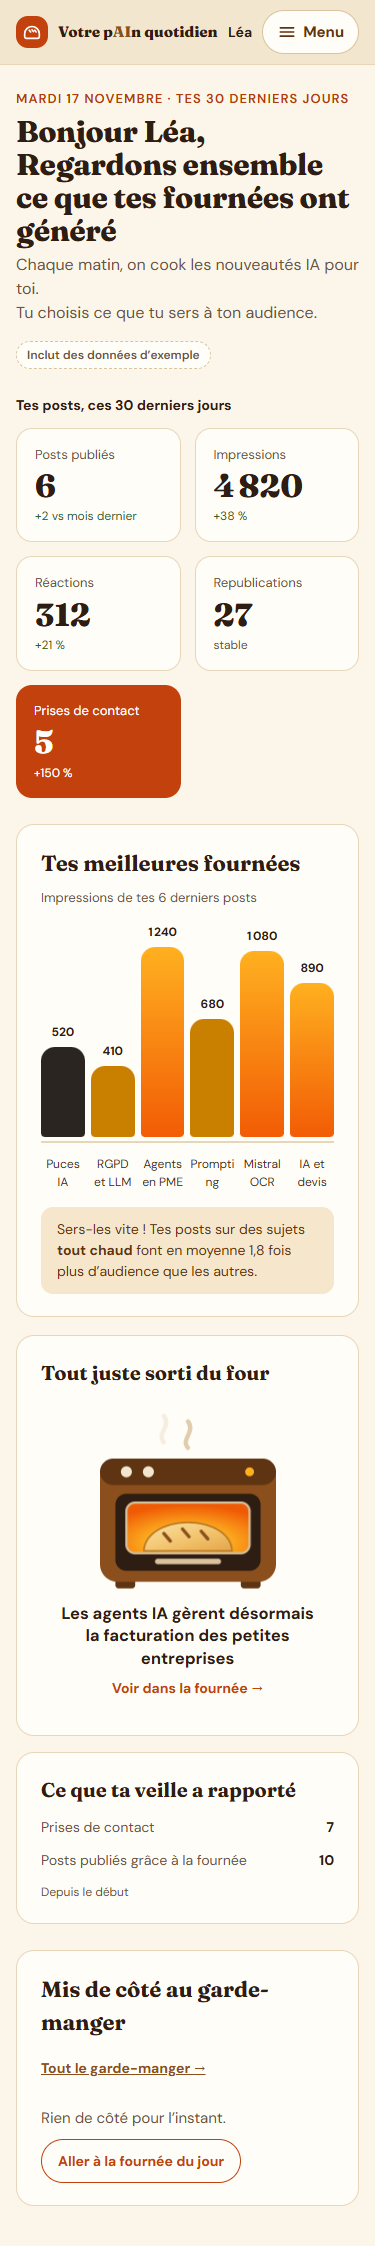 Votre pAIn quotidien Léa Menu
MARDI 17 NOVEMBRE · TES 30 DERNIERS JOURS
Bonjour Léa,
Regardons ensemble
ce que tes fournées ont
généré
Chaque matin, on cook les nouveautés IA pour
toi.
Tu choisis ce que tu sers à ton audience.
Inclut des données d’exemple
Tes posts, ces 30 derniers jours
Posts publiés
6
+2 vs mois dernier
Impressions
4 820
+38 %
Réactions
312
+21 %
Republications
27
stable
Prises de contact
5
+150 %
Tes meilleures fournées
Impressions de tes 6 derniers posts
520
410
1 240
680
1 080
890
Puces
IA
RGPD
et LLM
Agents
en PME
Prompti
ng
Mistral
OCR
IA et
devis
Sers-les vite ! Tes posts sur des sujets
tout chaud font en moyenne 1,8 fois
plus d’audience que les autres.
Tout juste sorti du four
Les agents IA gèrent désormais
la facturation des petites
entreprises
Voir dans la fournée →
Ce que ta veille a rapporté
Prises de contact 7
Posts publiés grâce à la fournée 10
Depuis le début
Mis de côté au garde-
manger
Tout le garde-manger →
Rien de côté pour l’instant.
Aller à la fournée du jour